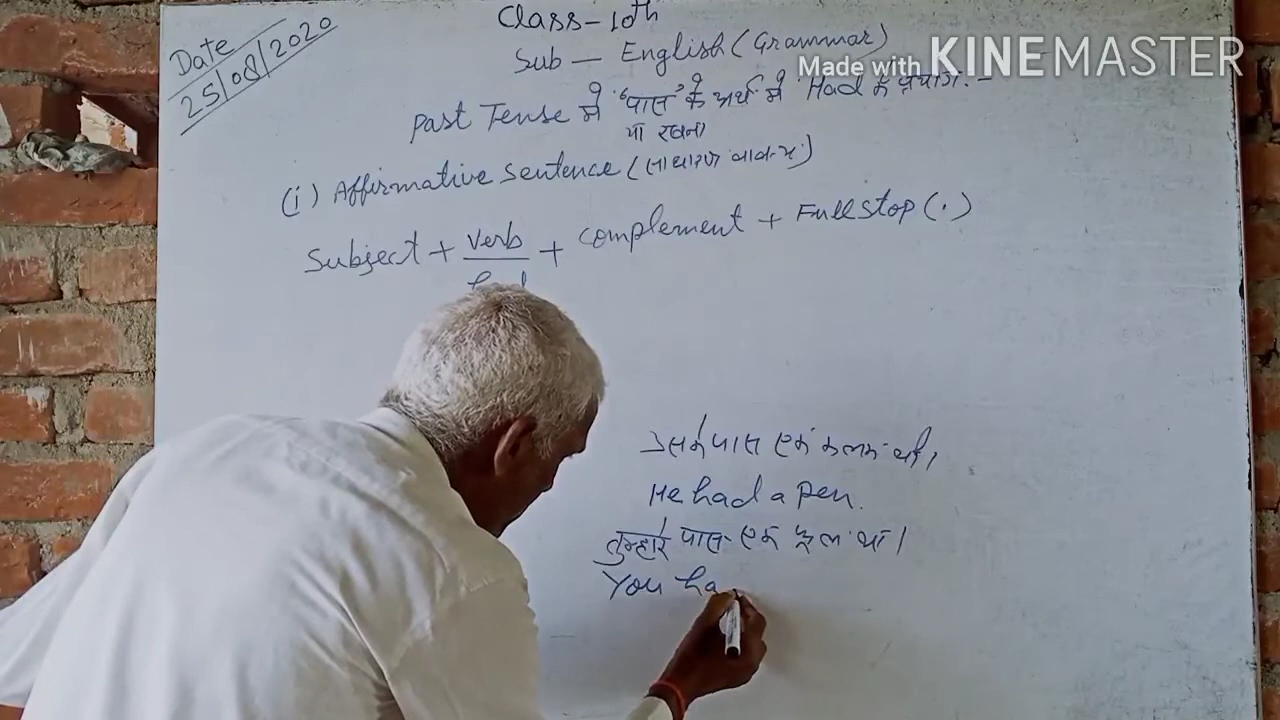 Class-10th
Date
25/08/2020
Sub — English (Grammar)
Made with KINEMASTER
Past Tense में "पास" के अर्थ में 'Had का प्रयोग :-
या रखना
(i) Affirmative Sentence (साधारण वाक्य)
Subject + Verb + Complement + Full stop (.)
उसके पास एक कलम थी।
He had a pen.
तुम्हारे पास एक फूल था।
You ha